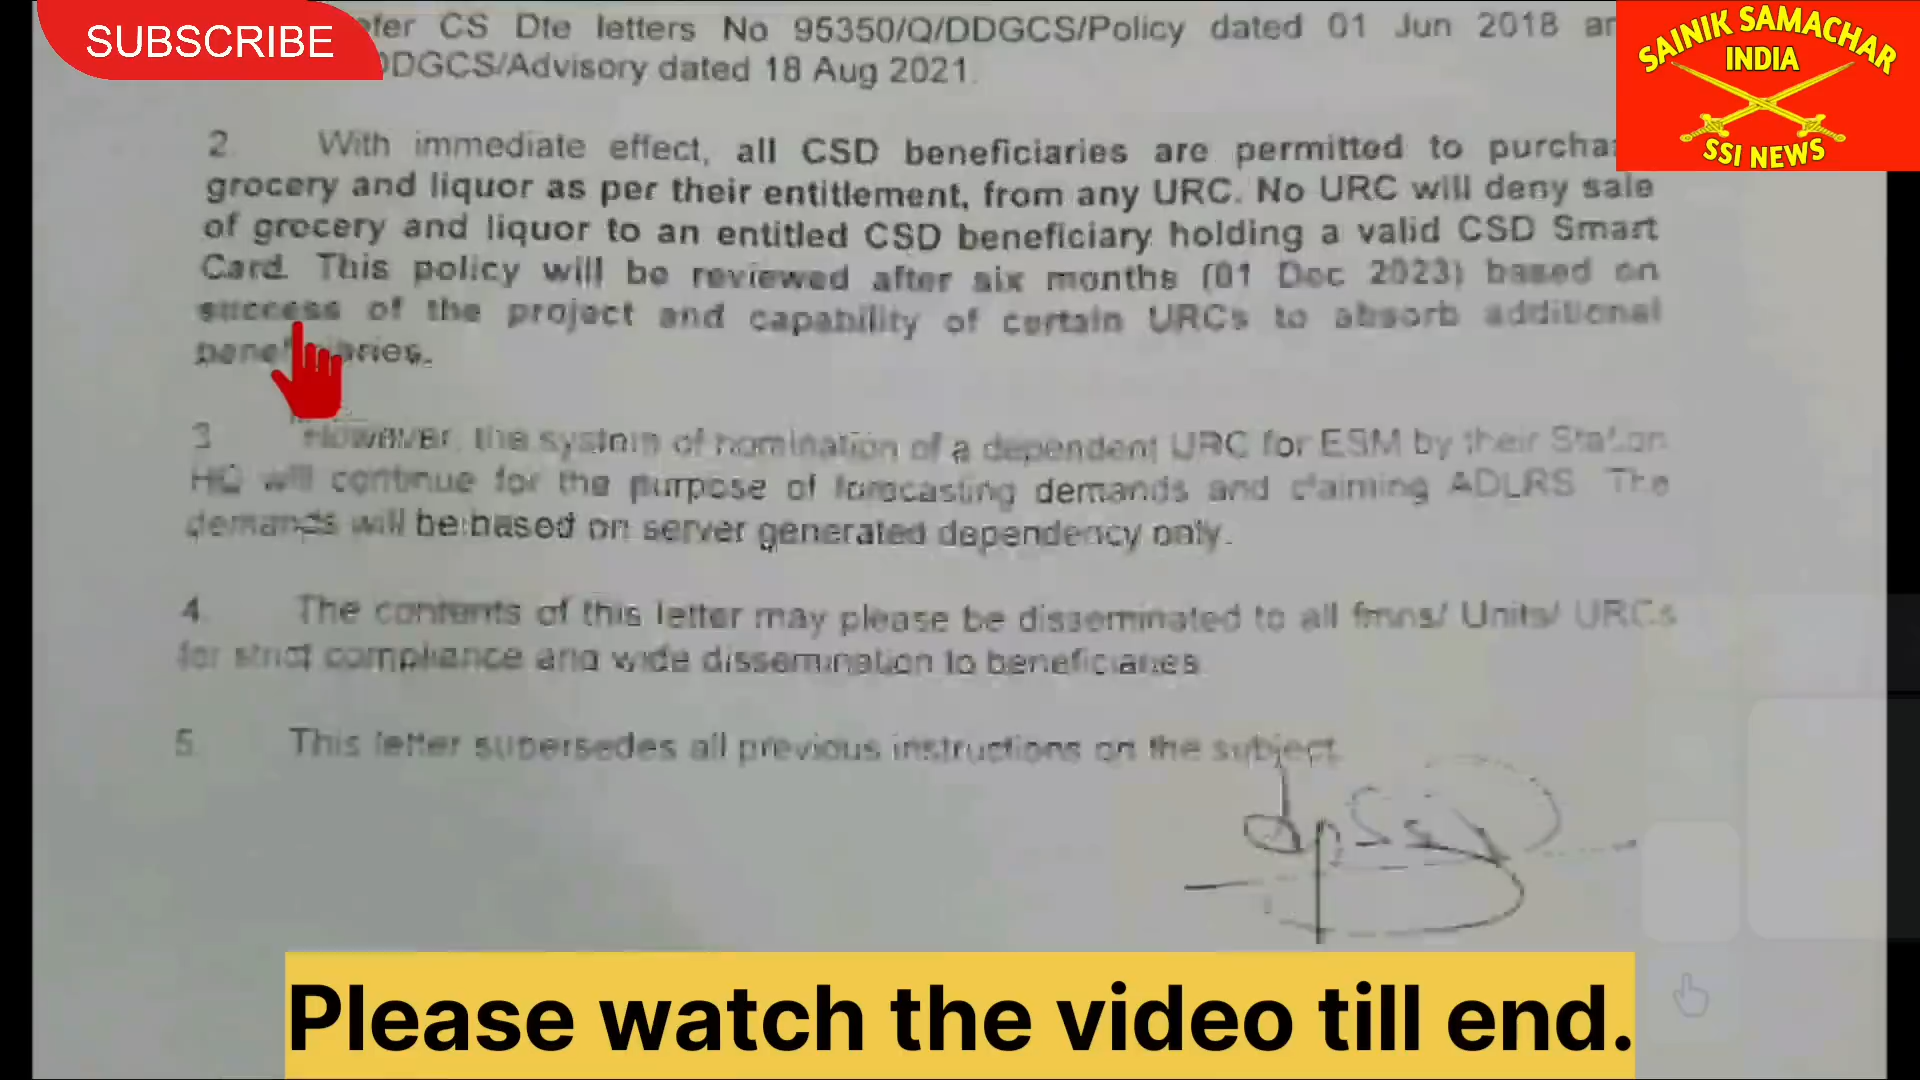 SUBSCRIBE
efer CS Dte letters No 95350/Q/DDGCS/Policy dated 01 Jun 2018 an
DDGCS/Advisory dated 18 Aug 2021.
SAINIK SAMACHAR
INDIA
SSI NEWS
2. With immediate effect, all CSD beneficiaries are permitted to purcha
grocery and liquor as per their entitlement, from any URC. No URC will deny sale
of grocery and liquor to an entitled CSD beneficiary holding a valid CSD Smart
Card. This policy will be reviewed after six months (01 Dec 2023) based on
success of the project and capability of certain URCs to absorb additional
beneficiaries.
3 However, the system of nomination of a dependent URC for ESM by their Station
HQ will continue for the purpose of forecasting demands and claiming ADLRS. The
demands will be based on server generated dependency only.
4. The contents of this letter may please be disseminated to all fmns/ Units/ URCs
for strict compliance and wide dissemination to beneficiaries.
5. This letter supersedes all previous instructions on the subject.
Please watch the video till end.